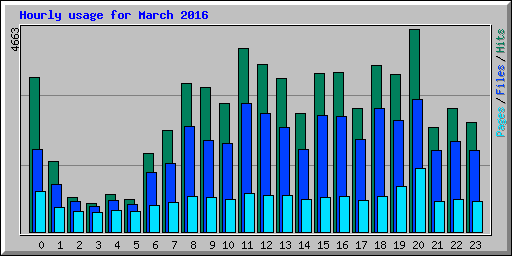 Hourly usage for March 2016
4663
Pages/Files/Hits
0 1 2 3 4 5 6 7 8 9 10 11 12 13 14 15 16 17 18 19 20 21 22 23